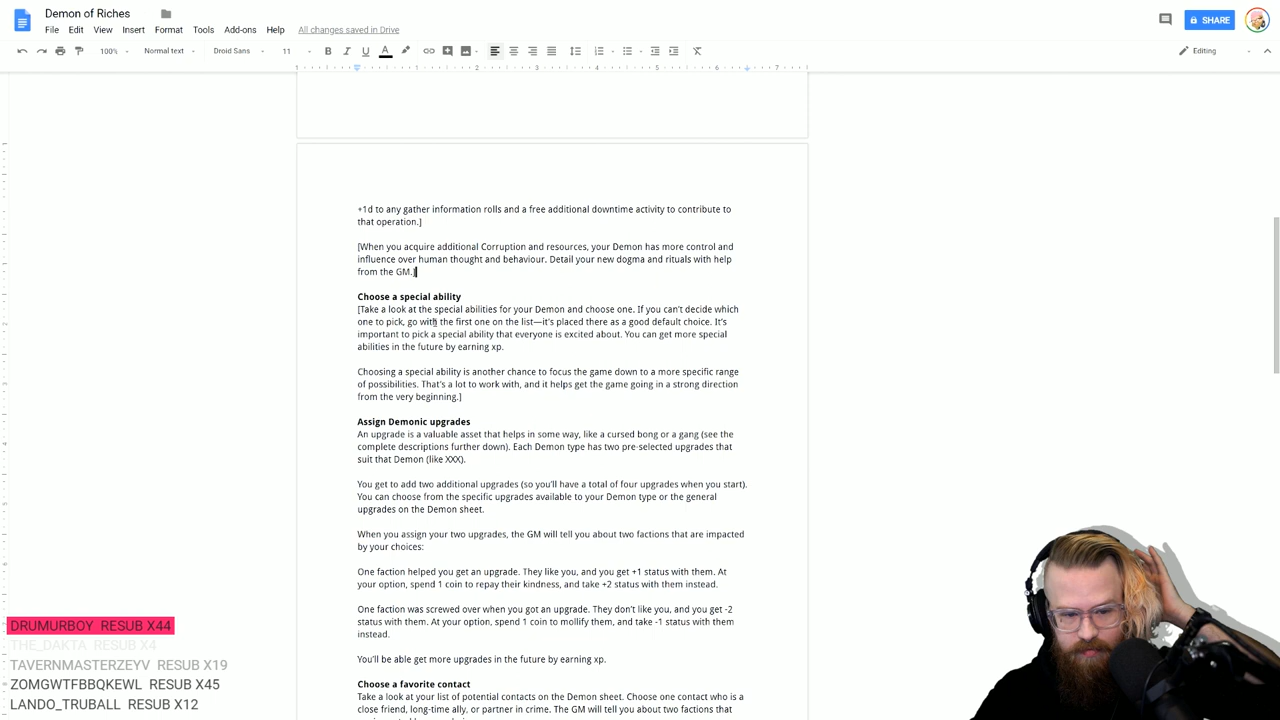 Demon of Riches
File Edit View Insert Format Tools Add-ons Help All changes saved in Drive
SHARE
100% Normal text Droid Sans 11 Editing
1 1 2 3 4 5 6 7
+1d to any gather information rolls and a free additional downtime activity to contribute to
that operation.]
[When you acquire additional Corruption and resources, your Demon has more control and
influence over human thought and behaviour. Detail your new dogma and rituals with help
from the GM.]
Choose a special ability
[Take a look at the special abilities for your Demon and choose one. If you can't decide which
one to pick, go with the first one on the list—it's placed there as a good default choice. It's
important to pick a special ability that everyone is excited about. You can get more special
abilities in the future by earning xp.
Choosing a special ability is another chance to focus the game down to a more specific range
of possibilities. That's a lot to work with, and it helps get the game going in a strong direction
from the very beginning.]
Assign Demonic upgrades
An upgrade is a valuable asset that helps in some way, like a cursed bong or a gang (see the
complete descriptions further down). Each Demon type has two pre-selected upgrades that
suit that Demon (like XXX).
You get to add two additional upgrades (so you'll have a total of four upgrades when you start).
You can choose from the specific upgrades available to your Demon type or the general
upgrades on the Demon sheet.
When you assign your two upgrades, the GM will tell you about two factions that are impacted
by your choices:
One faction helped you get an upgrade. They like you, and you get +1 status with them. At
your option, spend 1 coin to repay their kindness, and take +2 status with them instead.
One faction was screwed over when you got an upgrade. They don't like you, and you get -2
status with them. At your option, spend 1 coin to mollify them, and take -1 status with them
instead.
You'll be able get more upgrades in the future by earning xp.
Choose a favorite contact
Take a look at your list of potential contacts on the Demon sheet. Choose one contact who is a
close friend, long-time ally, or partner in crime. The GM will tell you about two factions that
DRUMURBOY RESUB X44
THE_DAKTA RESUB X4
TAVERNMASTERZEYV RESUB X19
ZOMGWTFBBQKEWL RESUB X45
LANDO_TRUBALL RESUB X12